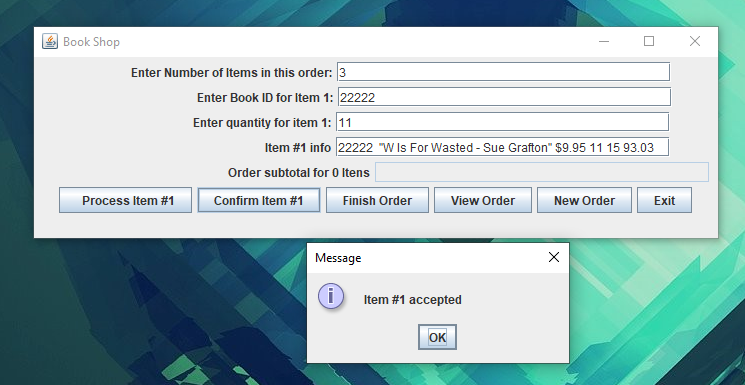 Book Shop
Enter Number of Items in this order: 3
Enter Book ID for Item 1: 22222
Enter quantity for item 1: 11
Item #1 info 22222 "W Is For Wasted - Sue Grafton" $9.95 11 15 93.03
Order subtotal for 0 Itens
Process Item #1 Confirm Item #1 Finish Order View Order New Order Exit
Message
i
Item #1 accepted
OK